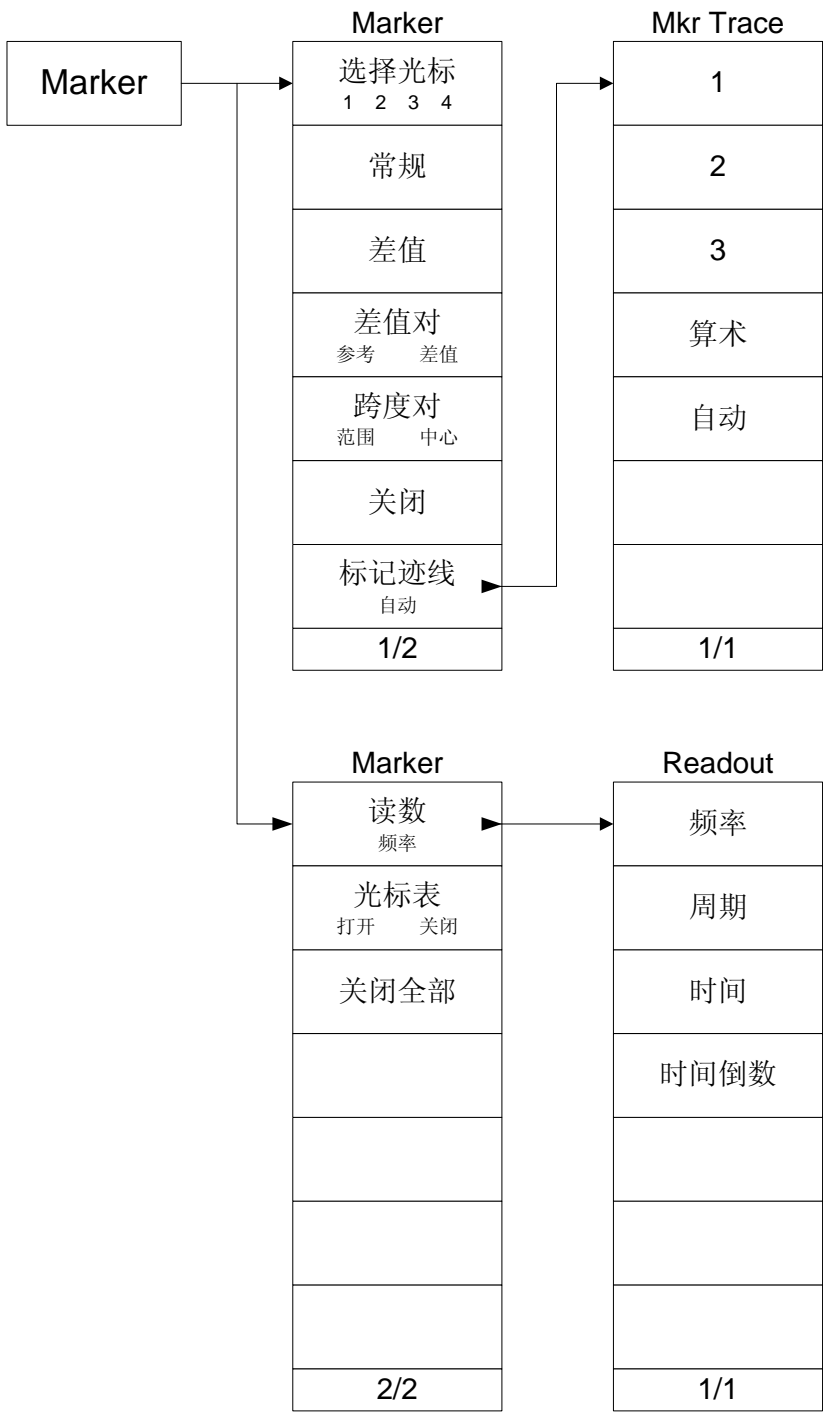 Marker
Marker
选择光标
1 2 3 4
常规
差值
差值对
参考 差值
跨度对
范围 中心
关闭
标记迹线
自动
1/2
Mkr Trace
1
2
3
算术
自动
1/1
Marker
读数
频率
光标表
打开 关闭
关闭全部
2/2
Readout
频率
周期
时间
时间倒数
1/1